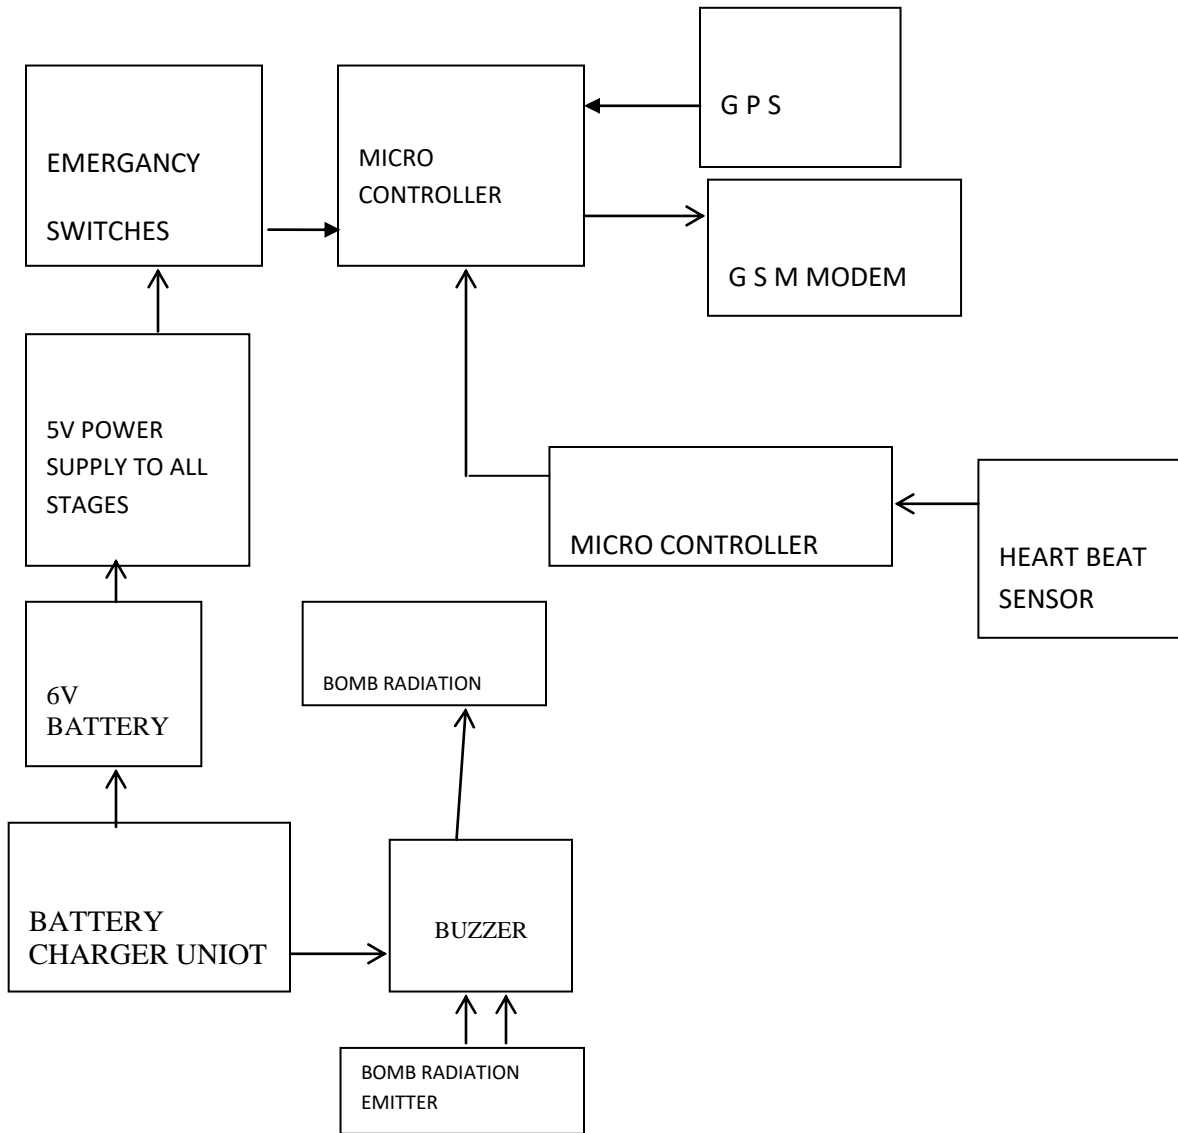 G P S
EMERGANCY
SWITCHES
MICRO
CONTROLLER
G S M MODEM
5V POWER
SUPPLY TO ALL
STAGES
MICRO CONTROLLER
HEART BEAT
SENSOR
6V
BATTERY
BOMB RADIATION
BATTERY
CHARGER UNIOT
BUZZER
BOMB RADIATION
EMITTER